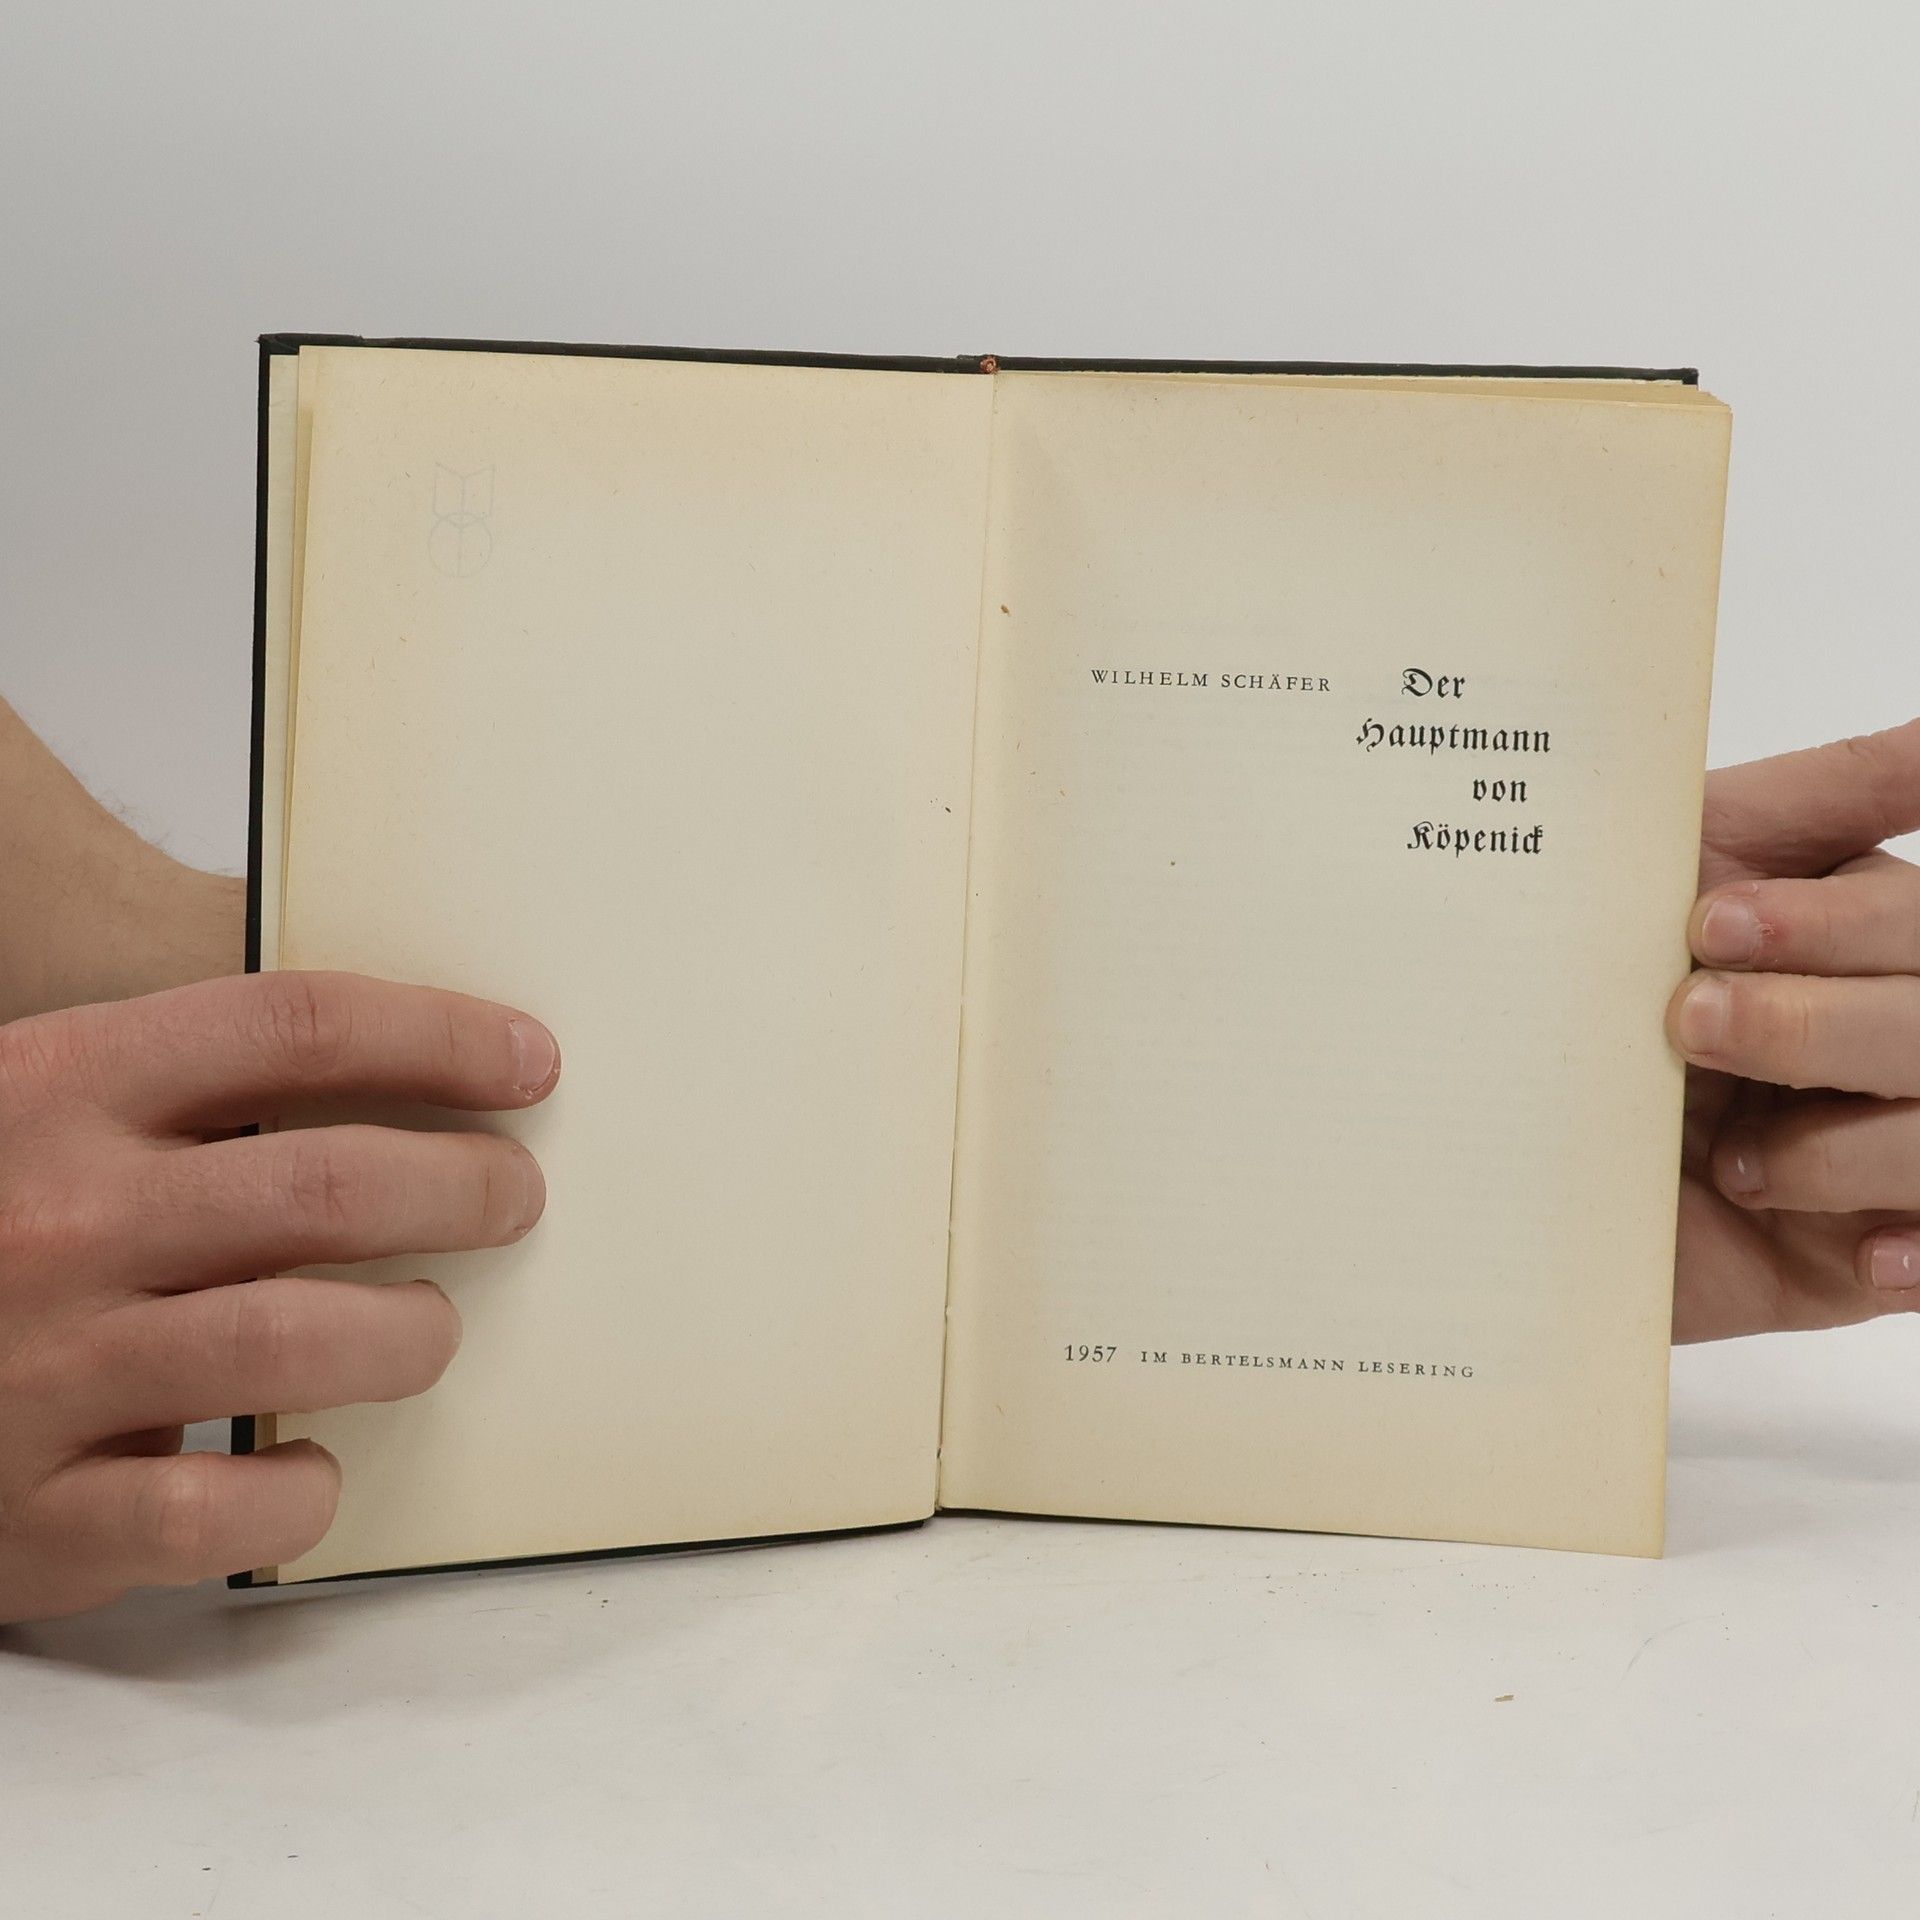 WILHELM SCHÄFER
Der
Hauptmann
von
Köpenick
1957 IM BERTELSMANN LESERING